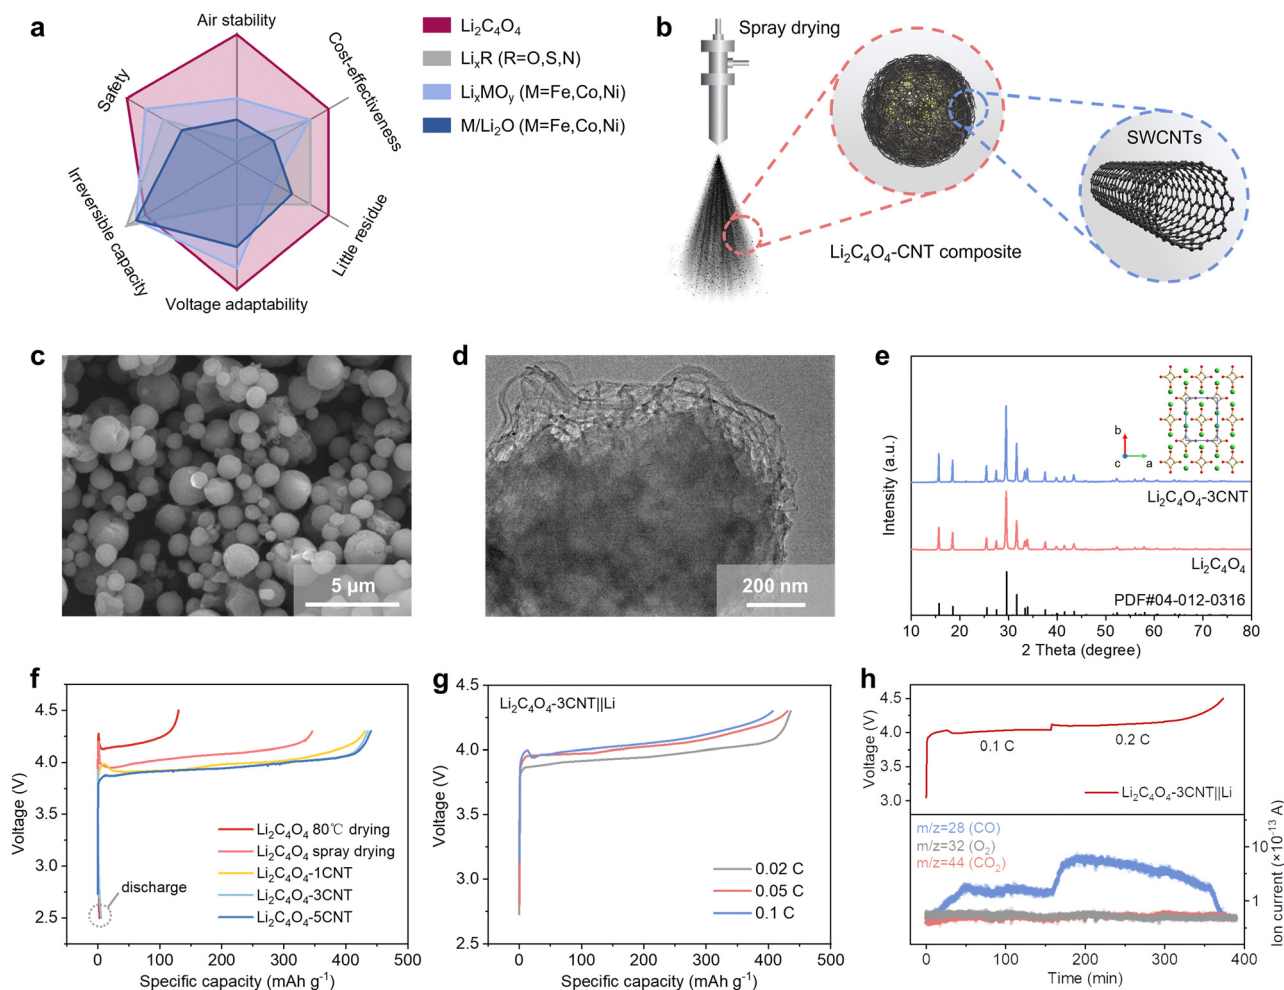 a
Air stability
Cost-effectiveness
Little residue
Voltage adaptability
Irreversible capacity
Safety
Li₂C₄O₄
LiₓR (R=O,S,N)
LiₓMOᵧ (M=Fe,Co,Ni)
M/Li₂O (M=Fe,Co,Ni)
b
Spray drying
SWCNTs
Li₂C₄O₄-CNT composite
c
5 μm
d
200 nm
e
Intensity (a.u.)
b
c
a
Li₂C₄O₄-3CNT
Li₂C₄O₄
PDF#04-012-0316
10 20 30 40 50 60 70 80
2 Theta (degree)
f
Voltage (V)
4.5
4.0
3.5
3.0
2.5
Li₂C₄O₄ 80℃ drying
Li₂C₄O₄ spray drying
Li₂C₄O₄-1CNT
Li₂C₄O₄-3CNT
Li₂C₄O₄-5CNT
discharge
0 100 200 300 400 500
Specific capacity (mAh g⁻¹)
g
Voltage (V)
4.5
4.0
3.5
3.0
2.5
Li₂C₄O₄-3CNT||Li
0.02 C
0.05 C
0.1 C
0 100 200 300 400 500
Specific capacity (mAh g⁻¹)
h
Voltage (V)
4.5
4.0
3.5
3.0
0.1 C
0.2 C
Li₂C₄O₄-3CNT||Li
m/z=28 (CO)
m/z=32 (O₂)
m/z=44 (CO₂)
10
1
Ion current (×10⁻¹³ A)
0 100 200 300 400
Time (min)